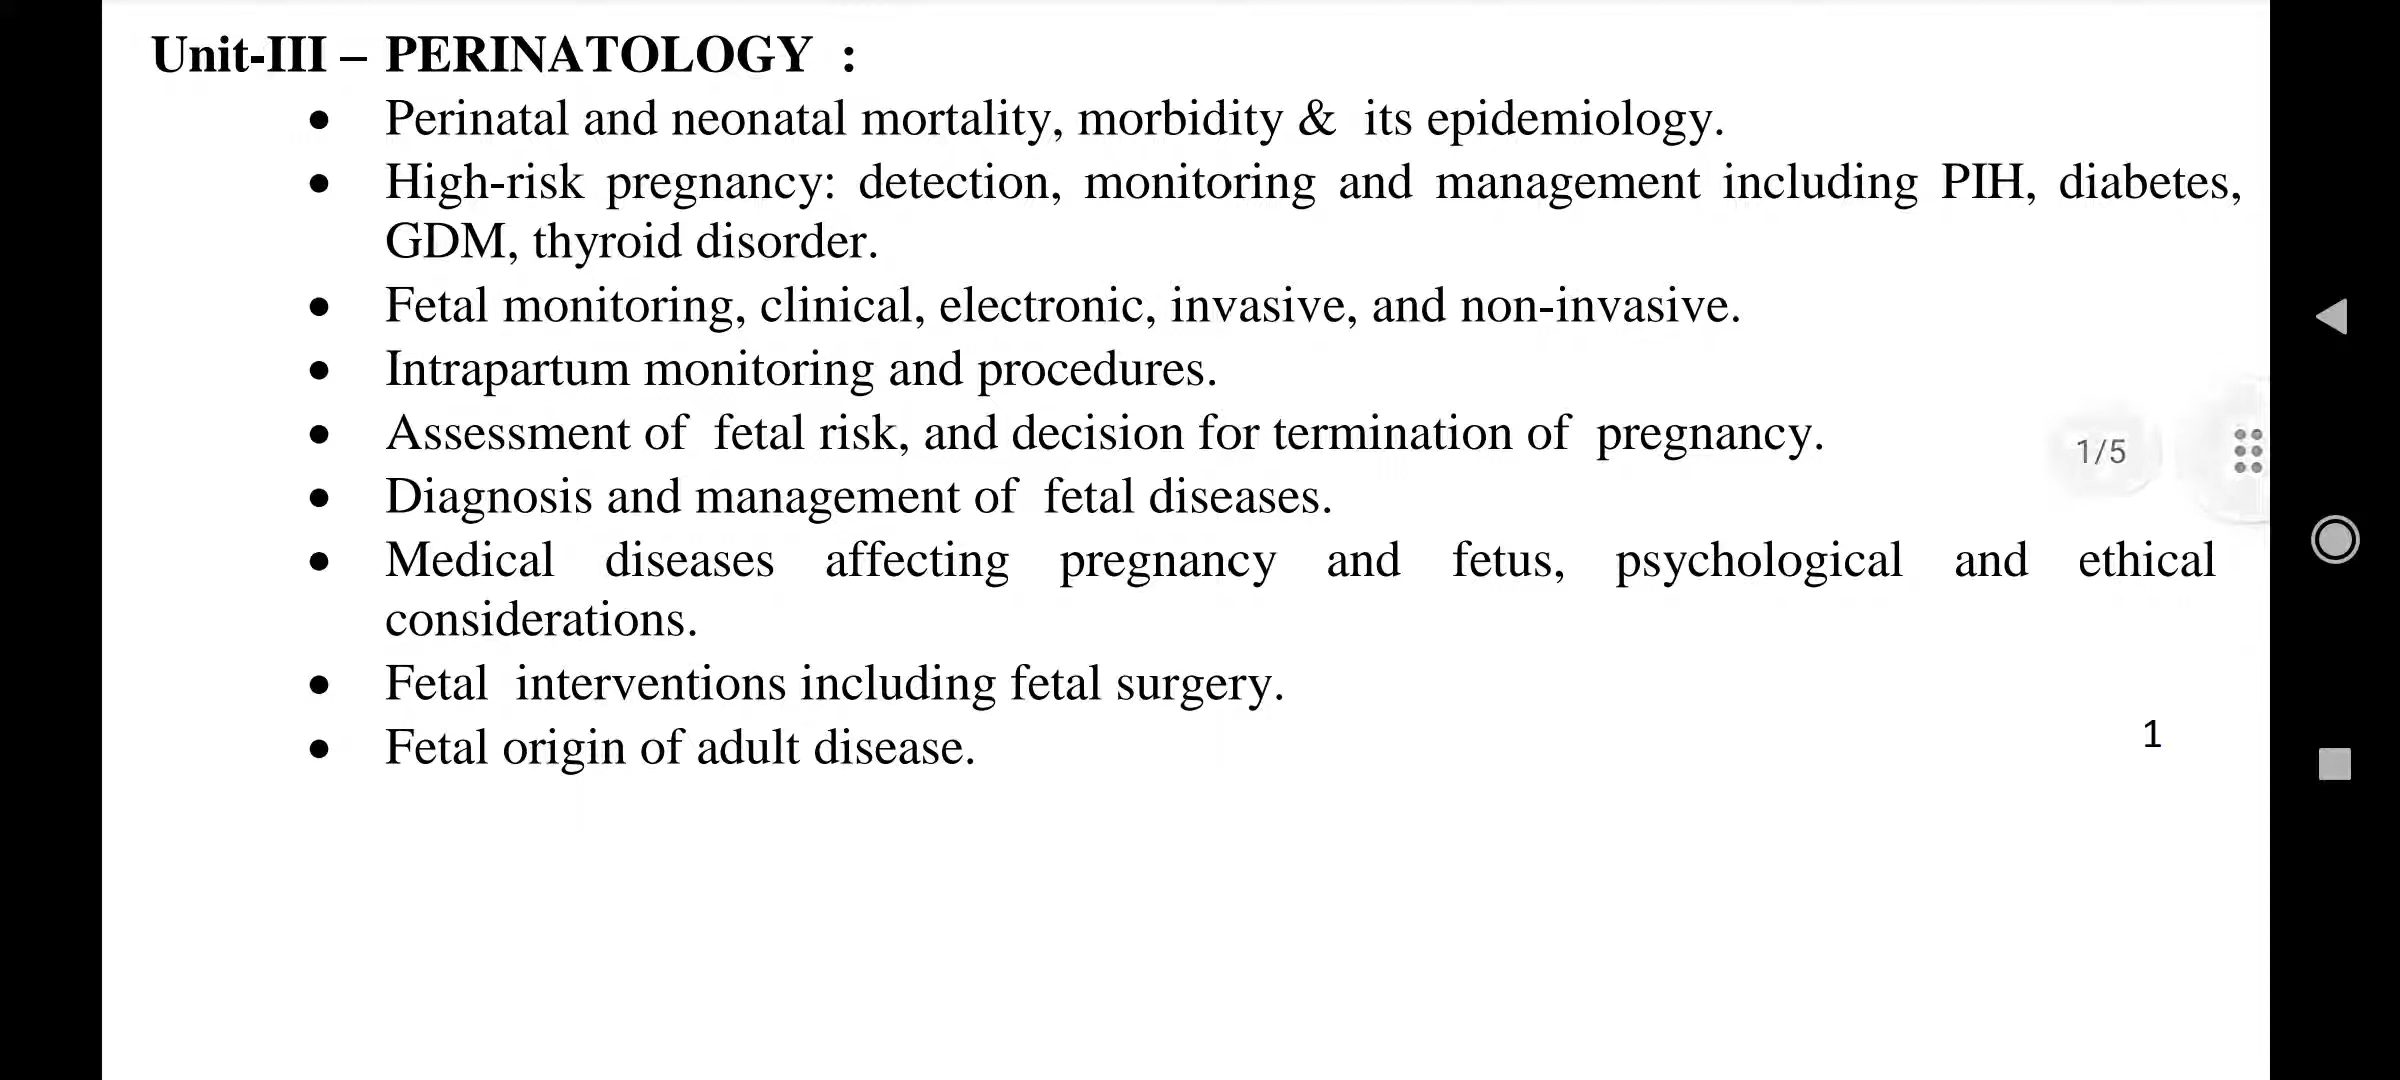 Unit-III – PERINATOLOGY :
• Perinatal and neonatal mortality, morbidity & its epidemiology.
• High-risk pregnancy: detection, monitoring and management including PIH, diabetes,
GDM, thyroid disorder.
• Fetal monitoring, clinical, electronic, invasive, and non-invasive.
• Intrapartum monitoring and procedures.
• Assessment of fetal risk, and decision for termination of pregnancy.
1/5
• Diagnosis and management of fetal diseases.
• Medical diseases affecting pregnancy and fetus, psychological and ethical
considerations.
• Fetal interventions including fetal surgery.
• Fetal origin of adult disease.
1